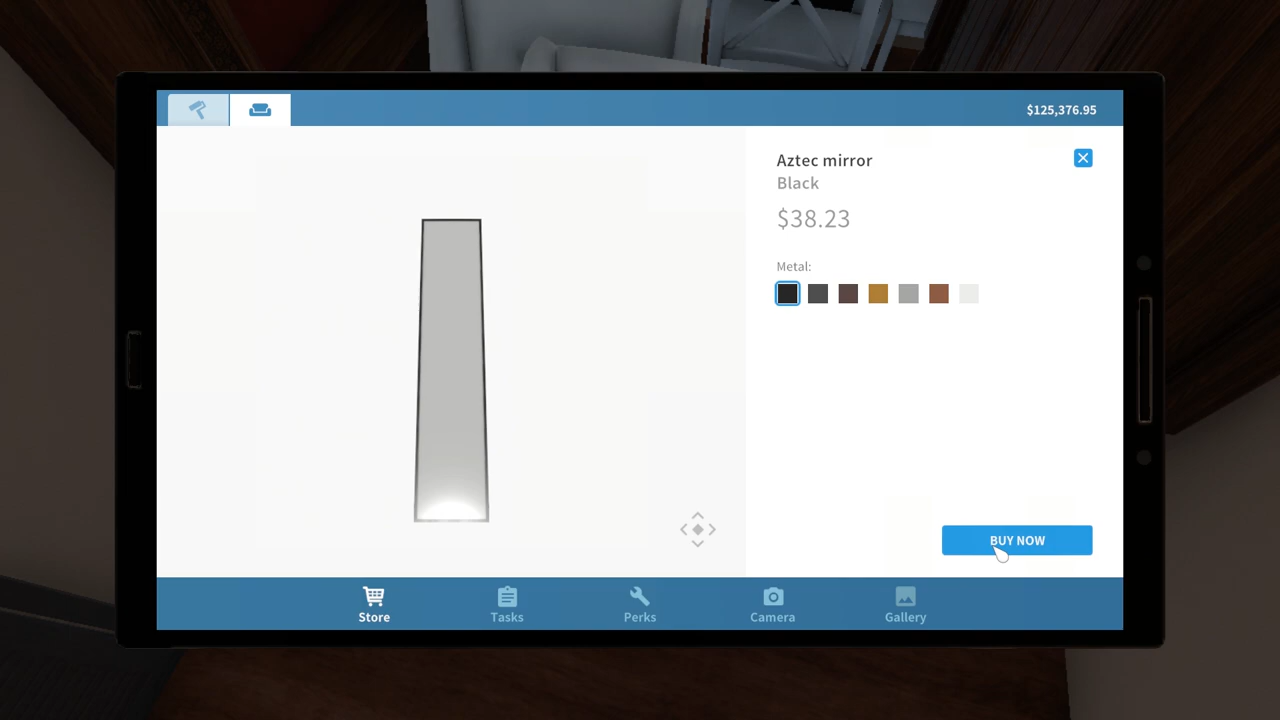 $125,376.95
Aztec mirror
Black
$38.23
Metal:
BUY NOW
Store
Tasks
Perks
Camera
Gallery